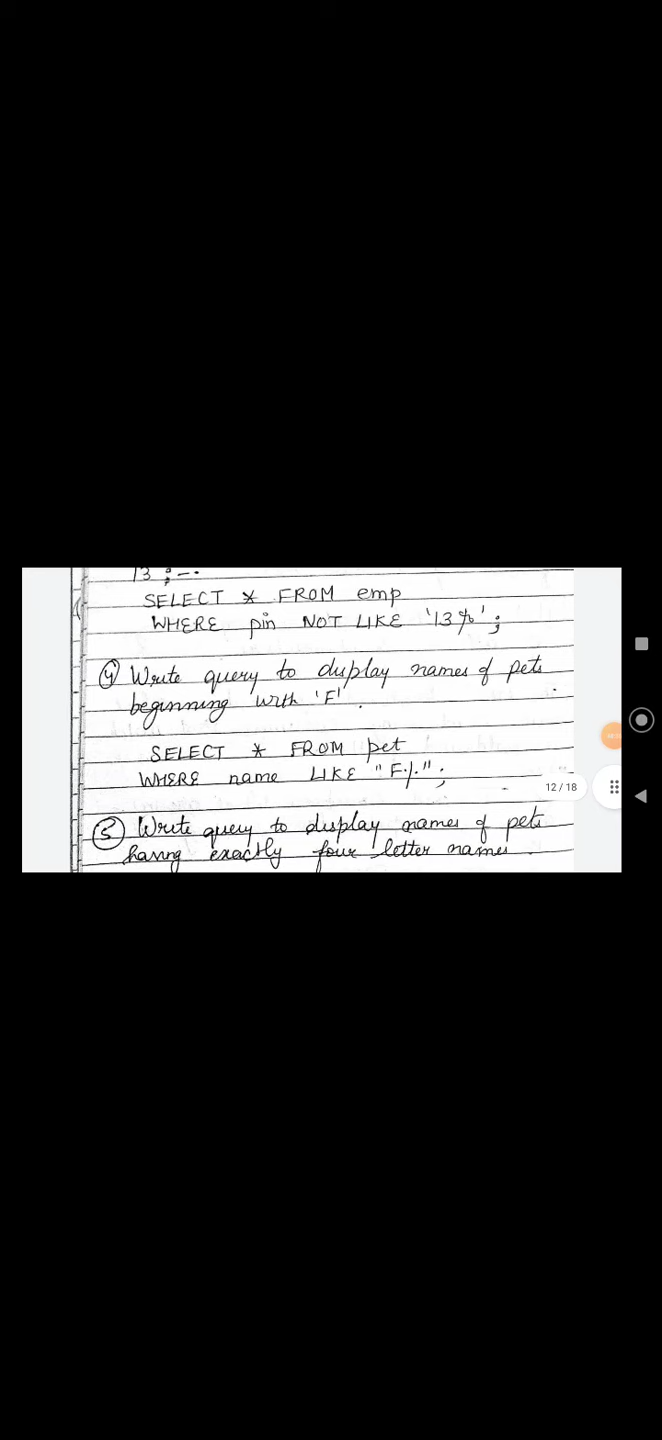 13 ;-.
SELECT * FROM emp
WHERE pin NOT LIKE '13%';
④ Write query to display names of pets
beginning with 'F'.
SELECT * FROM pet
WHERE name LIKE "F%";
12 / 18
⑤ Write query to display names of pets
having exactly four letter names.